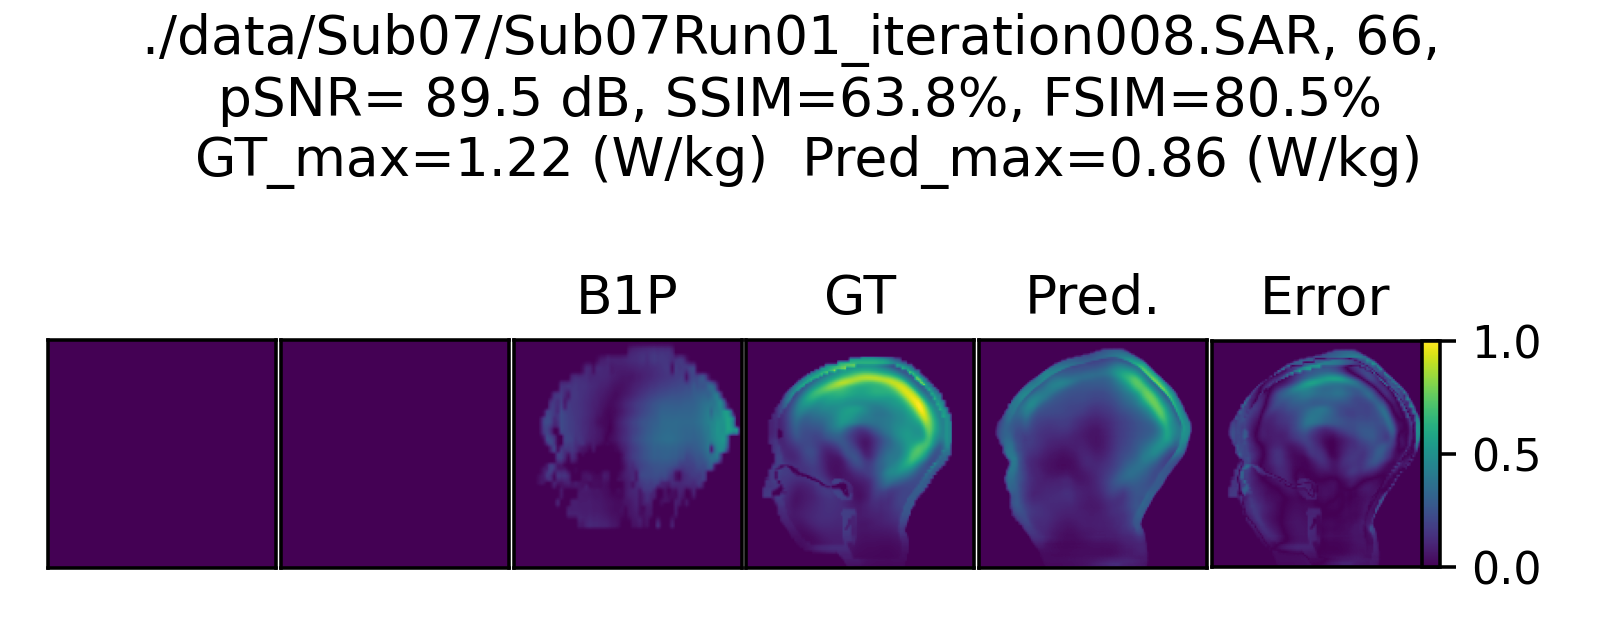 ./data/Sub07/Sub07Run01_iteration008.SAR, 66,
pSNR= 89.5 dB, SSIM=63.8%, FSIM=80.5%
GT_max=1.22 (W/kg)  Pred_max=0.86 (W/kg)
B1P GT Pred. Error
1.0
0.5
0.0